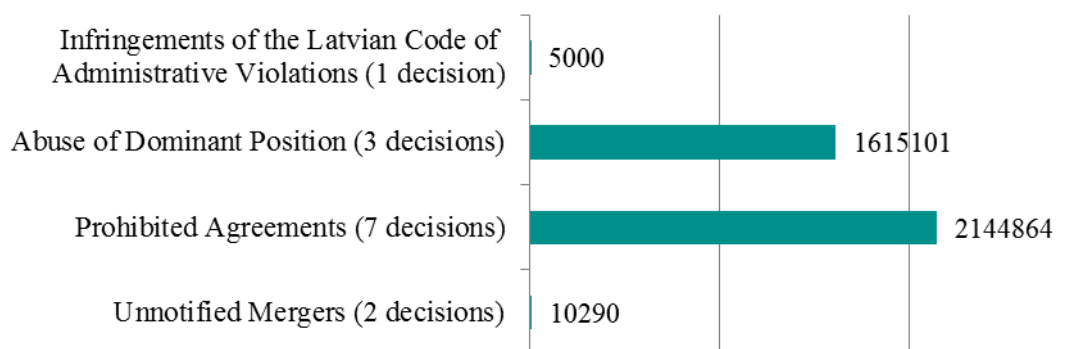 Infringements of the Latvian Code of
Administrative Violations (1 decision)
5000
Abuse of Dominant Position (3 decisions)
1615101
Prohibited Agreements (7 decisions)
2144864
Unnotified Mergers (2 decisions)
10290